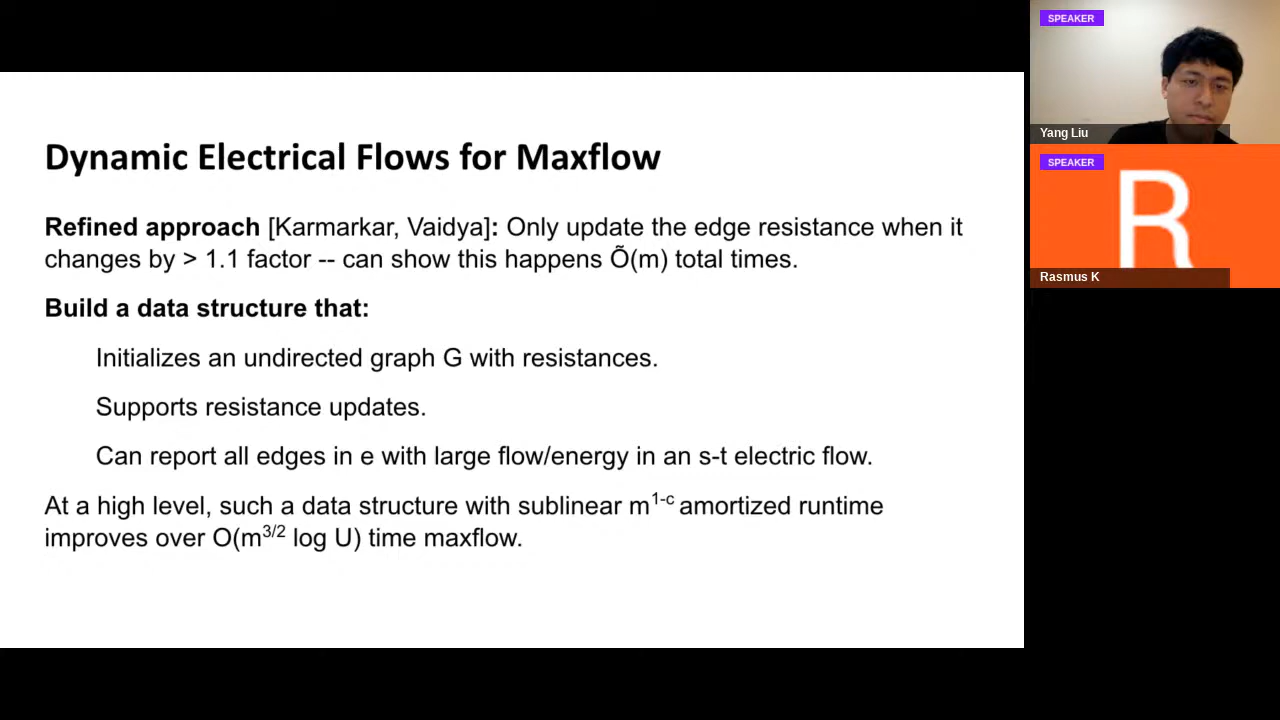 Dynamic Electrical Flows for Maxflow
Refined approach [Karmarkar, Vaidya]: Only update the edge resistance when it
changes by > 1.1 factor -- can show this happens Õ(m) total times.
Build a data structure that:
Initializes an undirected graph G with resistances.
Supports resistance updates.
Can report all edges in e with large flow/energy in an s-t electric flow.
At a high level, such a data structure with sublinear m^1-c amortized runtime
improves over O(m^3/2 log U) time maxflow.
SPEAKER
Yang Liu
SPEAKER
R
Rasmus K